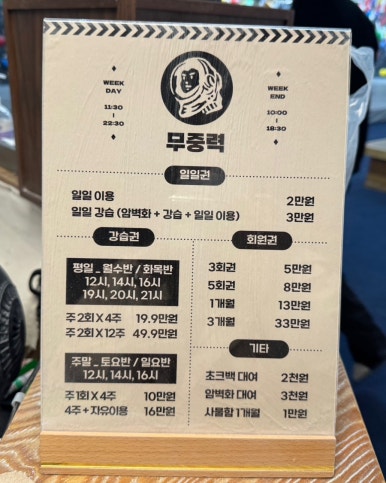 WEEK
DAY
11:30
22:30
WEEK
END
10:00
18:30
무중력
일일권
일일 이용 2만원
일일 강습 (암벽화 + 강습 + 일일 이용) 3만원
강습권
평일 _ 월수반 / 화목반
12시, 14시, 16시
19시, 20시, 21시
주 2회 X 4주 19.9만원
주 2회 X 12주 49.9만원
주말 _ 토요반 / 일요반
12시, 14시, 16시
주 1회 X 4주 10만원
4주 + 자유이용 16만원
회원권
3회권 5만원
5회권 8만원
1개월 13만원
3개월 33만원
기타
초크백 대여 2천원
암벽화 대여 3천원
사물함 1개월 1만원